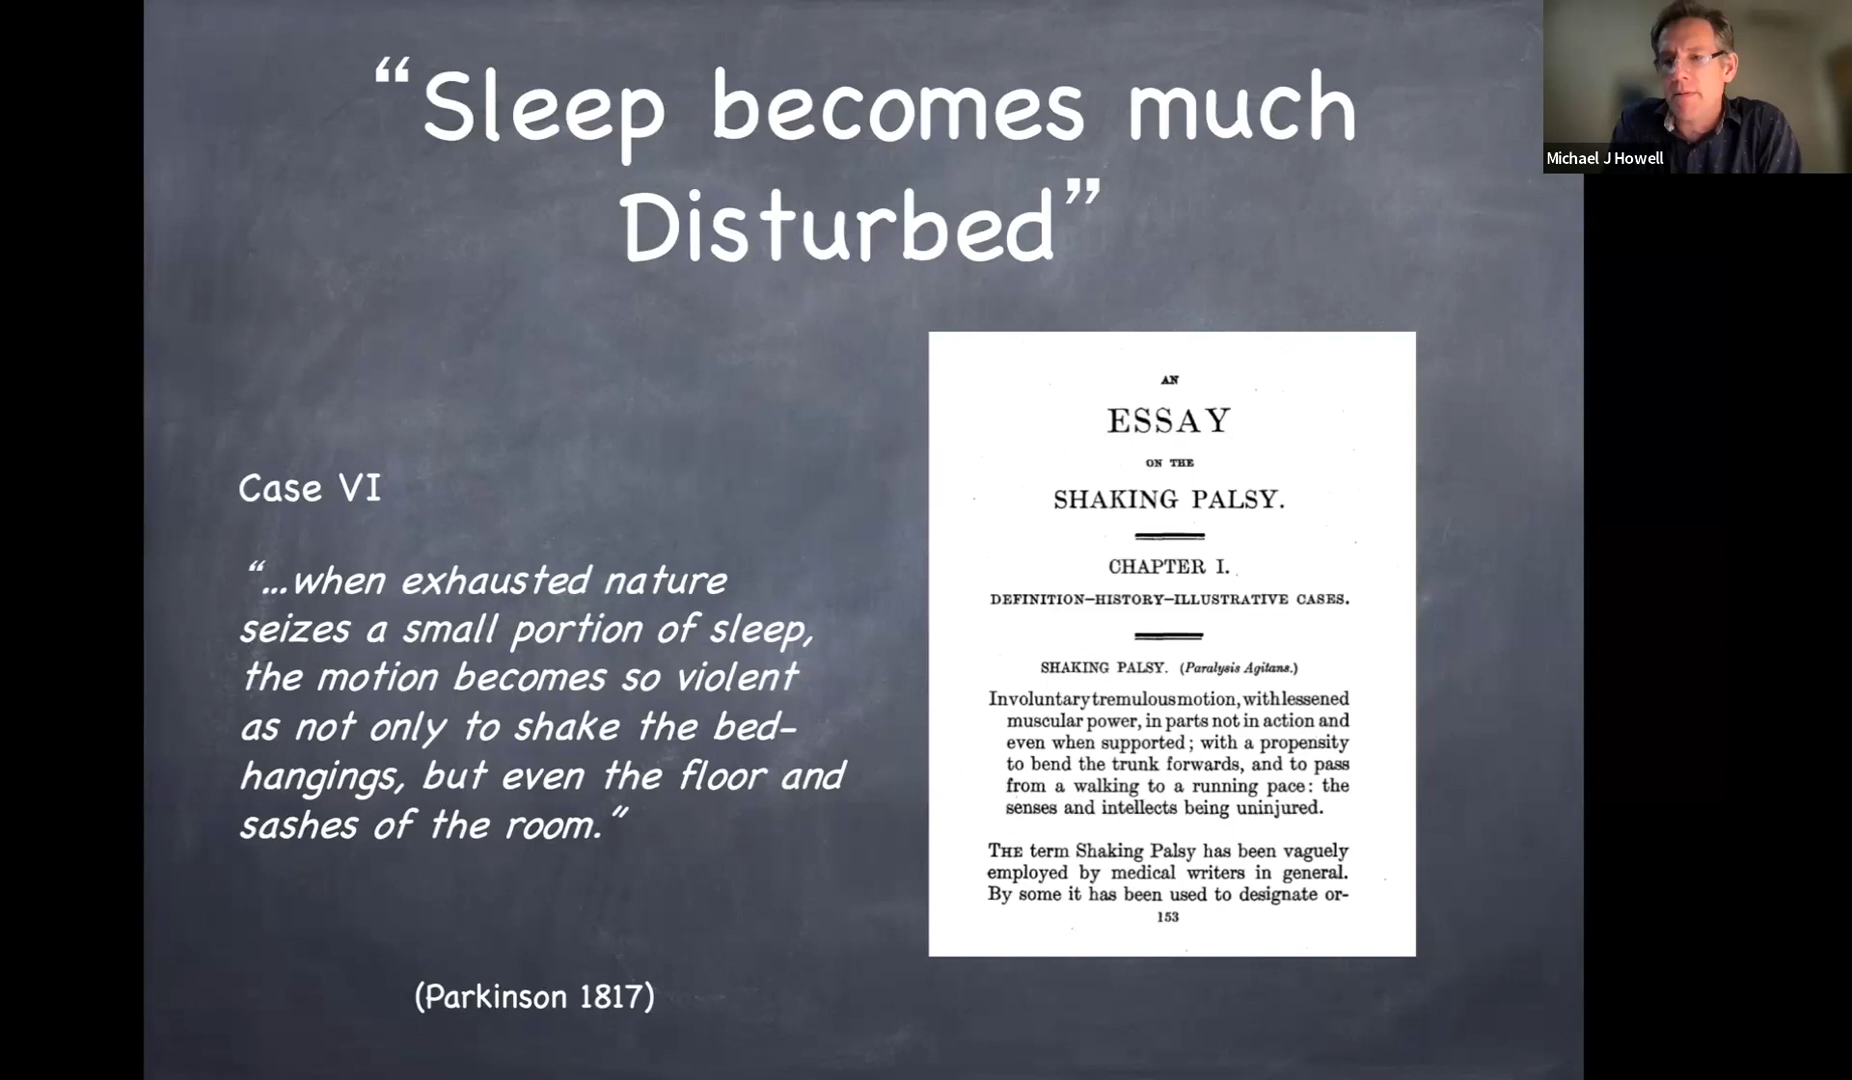 “Sleep becomes much
Disturbed”
Michael J Howell
Case VI
“...when exhausted nature
seizes a small portion of sleep,
the motion becomes so violent
as not only to shake the bed-
hangings, but even the floor and
sashes of the room.”
(Parkinson 1817)
AN
ESSAY
ON THE
SHAKING PALSY.
CHAPTER I.
DEFINITION—HISTORY—ILLUSTRATIVE CASES.
SHAKING PALSY. (Paralysis Agitans.)
Involuntary tremulous motion, with lessened
muscular power, in parts not in action and
even when supported; with a propensity
to bend the trunk forwards, and to pass
from a walking to a running pace: the
senses and intellects being uninjured.
THE term Shaking Palsy has been vaguely
employed by medical writers in general.
By some it has been used to designate or-
153